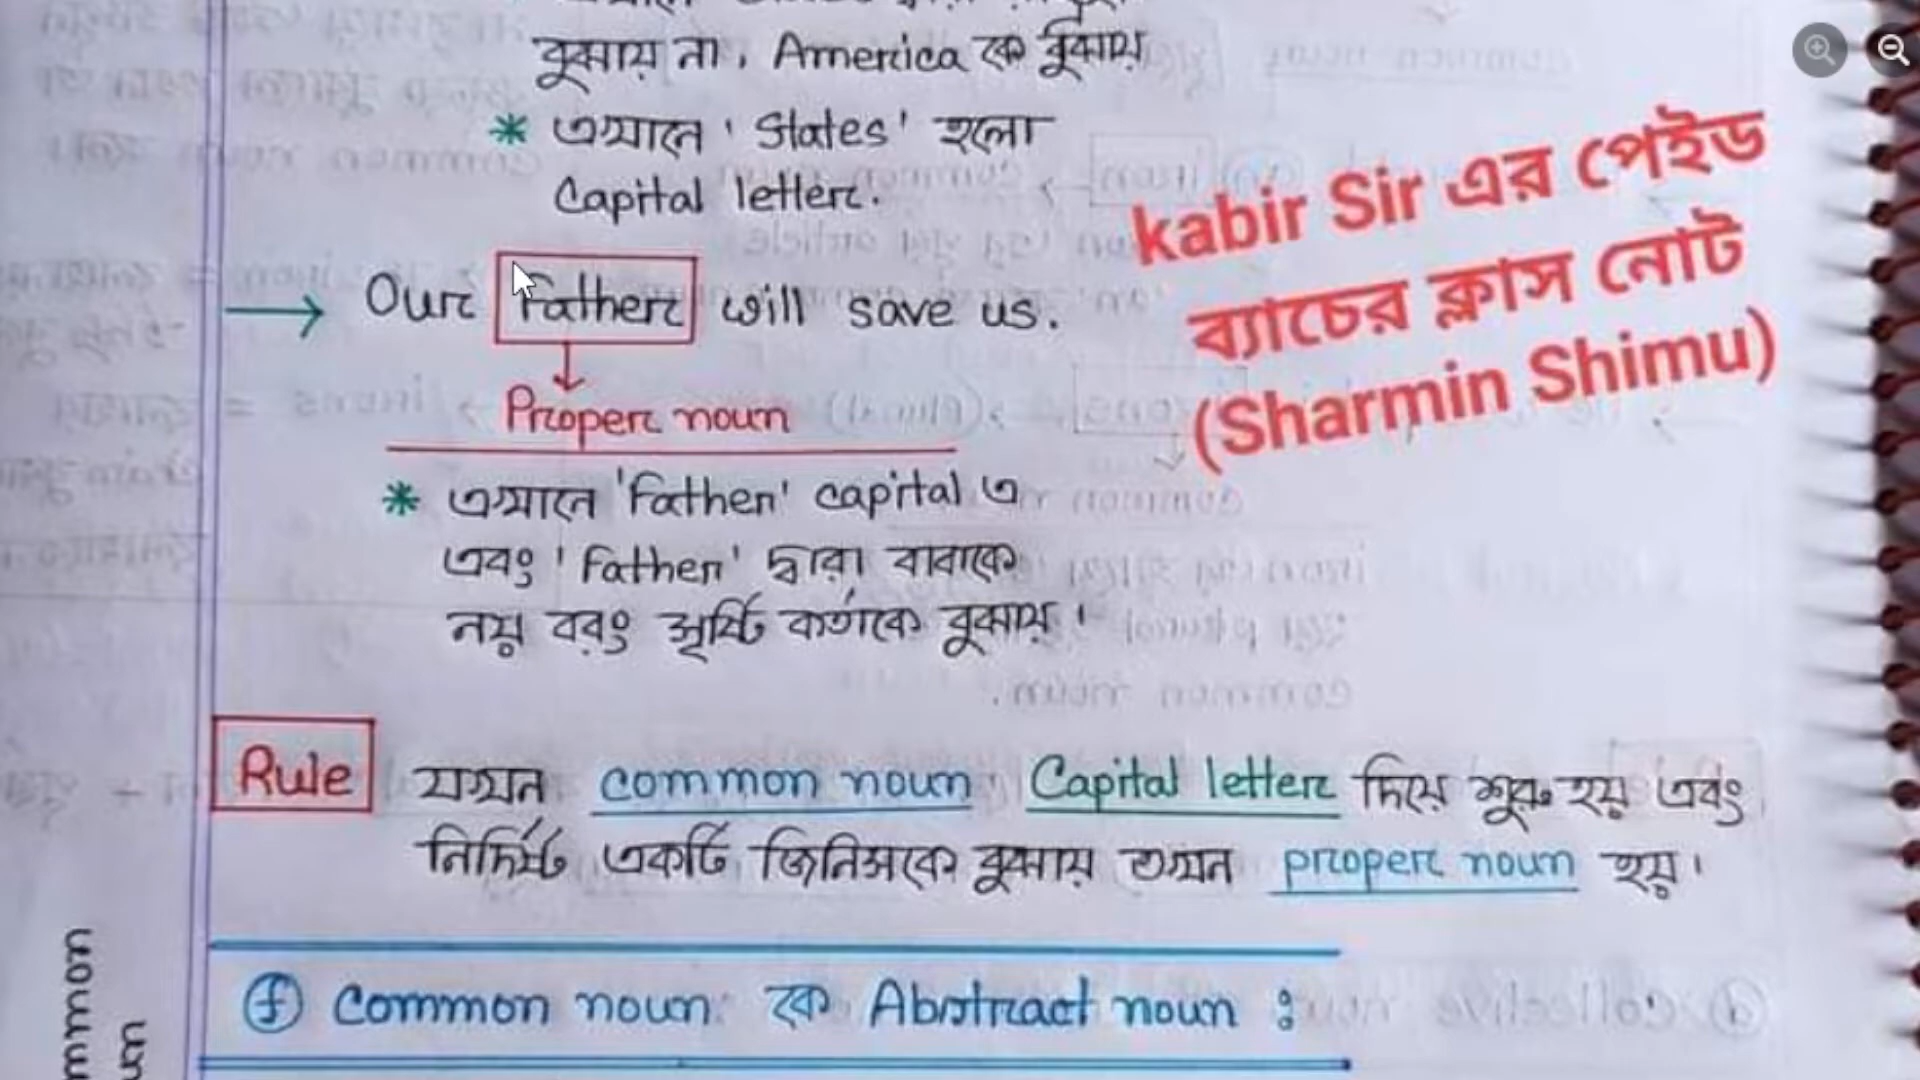 বুঝায় না, America কে বুঝায়
* এখানে 'States' হলো
Capital letter.
→ Our Father will save us.
Proper noun
* এখানে 'Father' capital এ
এবং 'Father' দ্বারা বাবাকে
নয় বরং সৃষ্টি কর্তাকে বুঝায়।
Rule যখন common noun Capital letter দিয়ে শুরু হয় এবং
নির্দিষ্ট একটি জিনিসকে বুঝায় তখন proper noun হয়।
ⓕ Common noun কে Abstract noun :
kabir Sir এর পেইড
ব্যাচের ক্লাস নোট
(Sharmin Shimu)